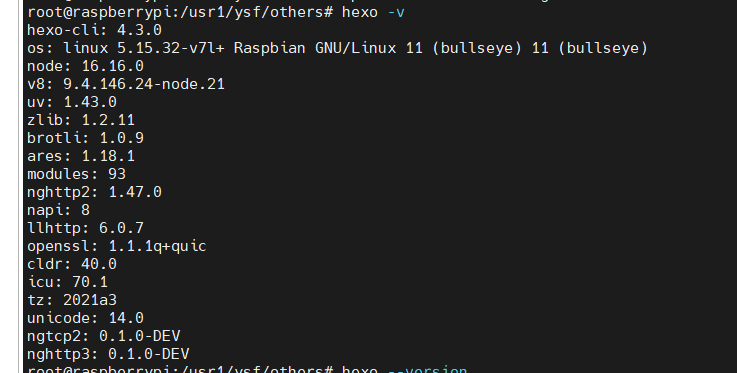 root@raspberrypi:/usr1/ysf/others# hexo -v
hexo-cli: 4.3.0
os: linux 5.15.32-v7l+ Raspbian GNU/Linux 11 (bullseye) 11 (bullseye)
node: 16.16.0
v8: 9.4.146.24-node.21
uv: 1.43.0
zlib: 1.2.11
brotli: 1.0.9
ares: 1.18.1
modules: 93
nghttp2: 1.47.0
napi: 8
llhttp: 6.0.7
openssl: 1.1.1q+quic
cldr: 40.0
icu: 70.1
tz: 2021a3
unicode: 14.0
ngtcp2: 0.1.0-DEV
nghttp3: 0.1.0-DEV
root@raspberrypi:/usr1/ysf/others# hexo --version